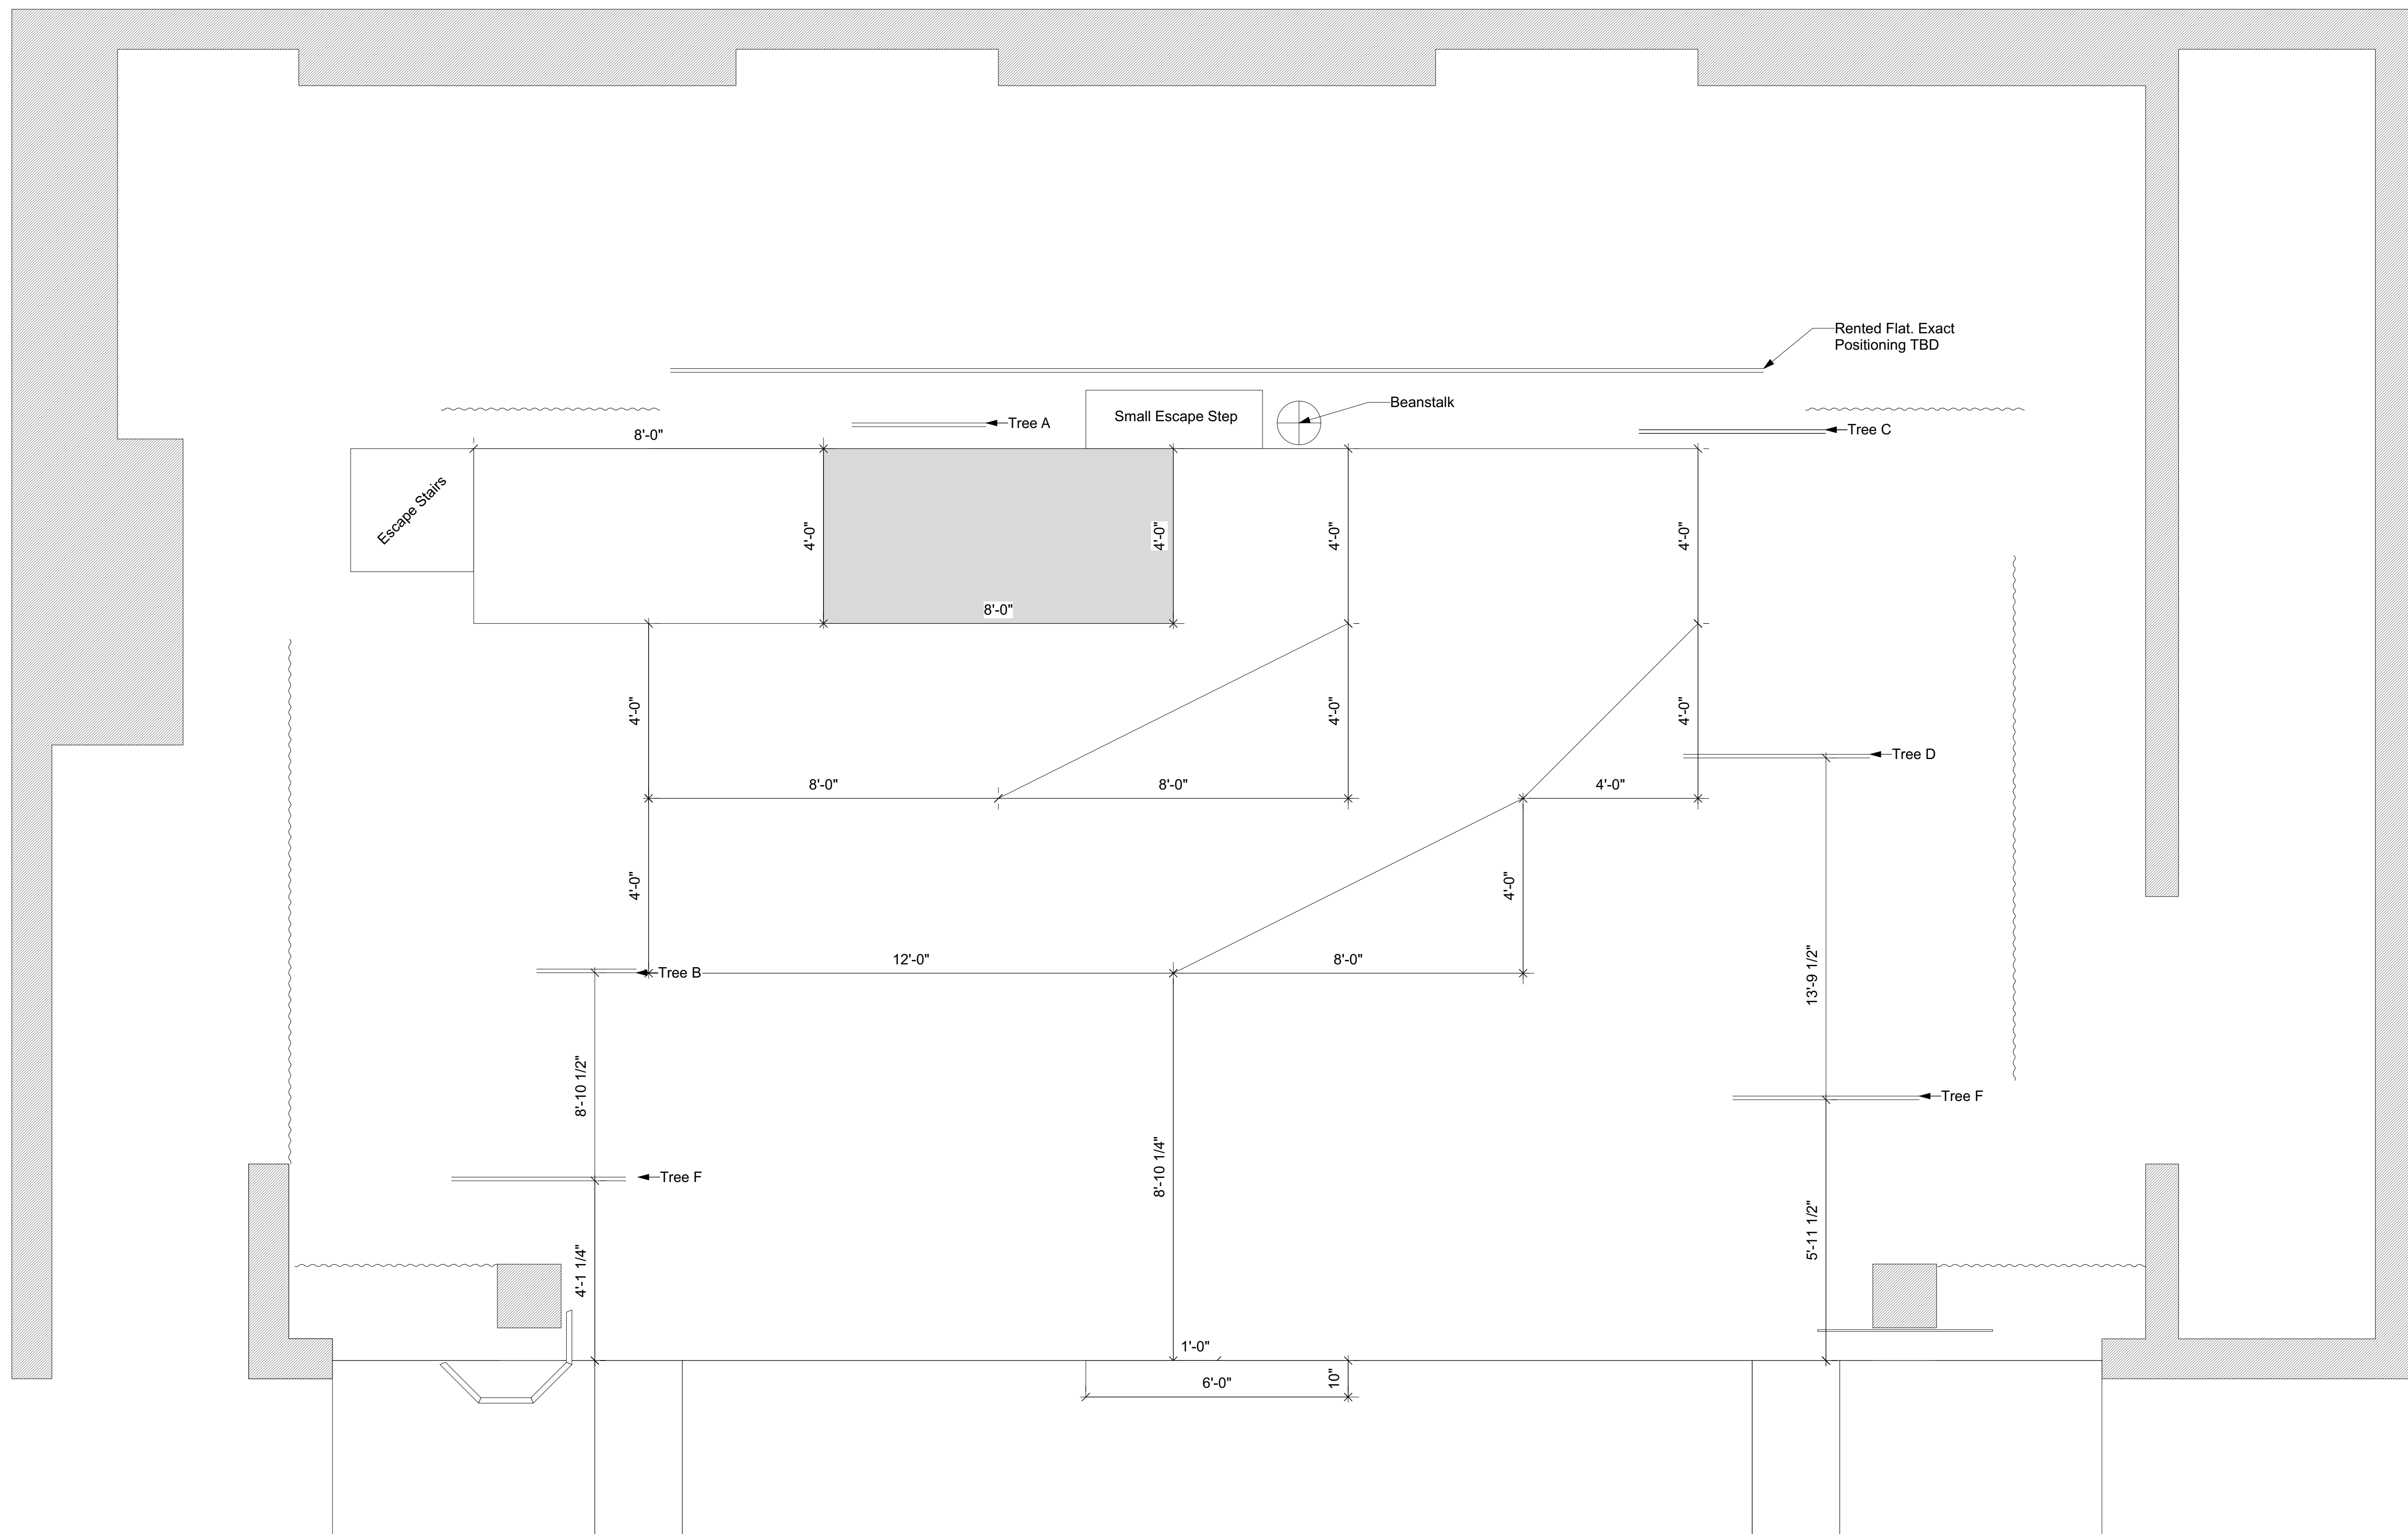 Rented Flat. Exact
Positioning TBD
Beanstalk
Small Escape Step
Tree A
Tree C
8'-0"
Escape Stairs
4'-0"
4'-0"
4'-0"
4'-0"
8'-0"
4'-0"
4'-0"
4'-0"
Tree D
8'-0"
8'-0"
4'-0"
4'-0"
4'-0"
12'-0"
8'-0"
Tree B
13'-9 1/2"
8'-10 1/2"
Tree F
8'-10 1/4"
Tree F
4'-1 1/4"
5'-11 1/2"
1'-0"
6'-0"
10"